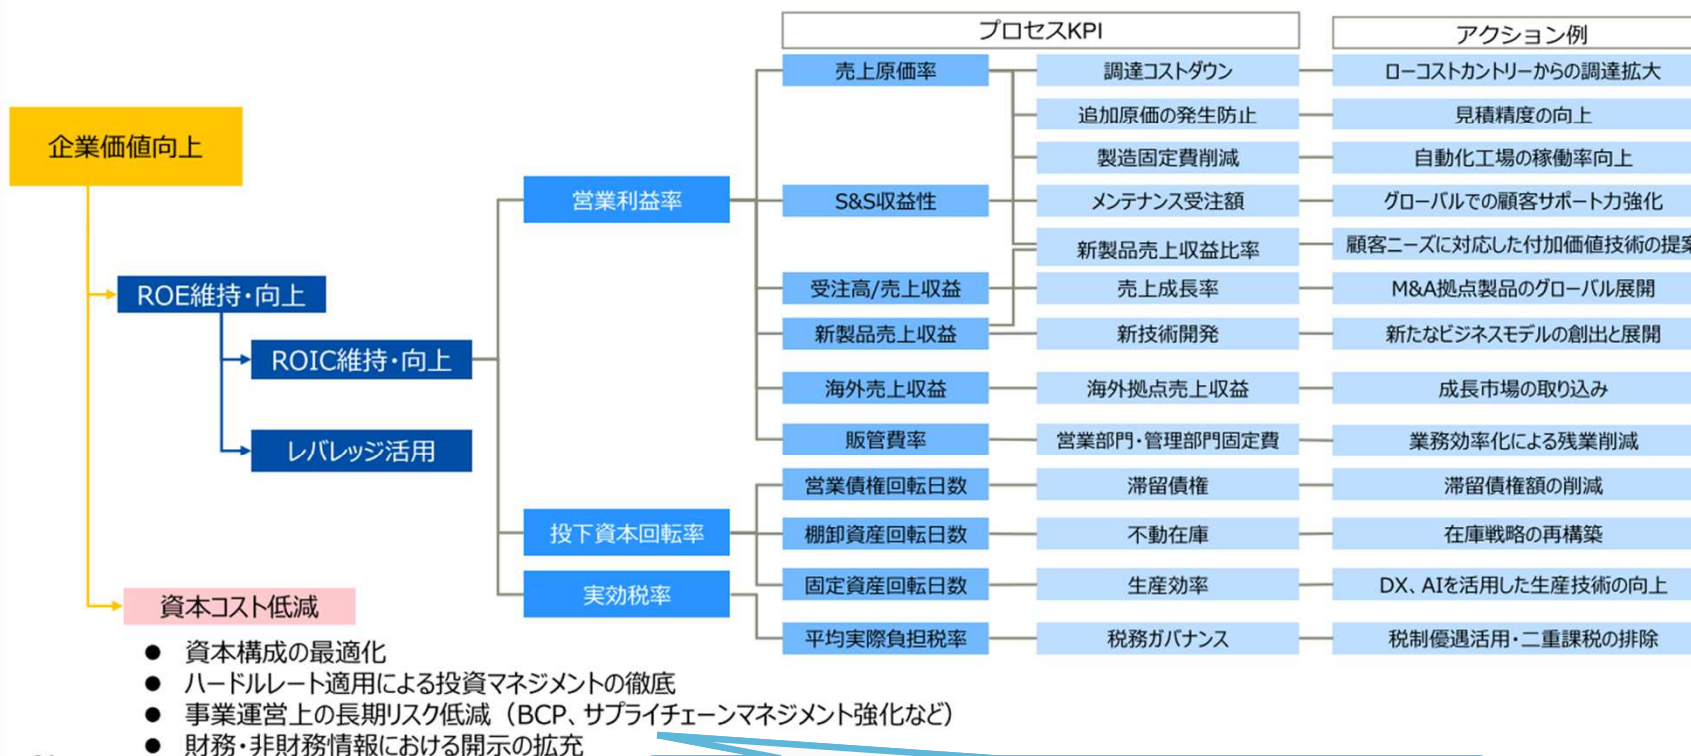 プロセスKPI
アクション例
企業価値向上
ROE維持・向上
ROIC維持・向上
レバレッジ活用
営業利益率
投下資本回転率
実効税率
売上原価率
調達コストダウン
ローコストカントリーからの調達拡大
追加原価の発生防止
見積精度の向上
製造固定費削減
自動化工場の稼働率向上
S&S収益性
メンテナンス受注額
グローバルでの顧客サポート力強化
新製品売上収益比率
顧客ニーズに対応した付加価値技術の提案
受注高/売上収益
売上成長率
M&A拠点製品のグローバル展開
新製品売上収益
新技術開発
新たなビジネスモデルの創出と展開
海外売上収益
海外拠点売上収益
成長市場の取り込み
販管費率
営業部門・管理部門固定費
業務効率化による残業削減
営業債権回転日数
滞留債権
滞留債権額の削減
棚卸資産回転日数
不動在庫
在庫戦略の再構築
固定資産回転日数
生産効率
DX、AIを活用した生産技術の向上
平均実際負担税率
税務ガバナンス
税制優遇活用・二重課税の排除
資本コスト低減
● 資本構成の最適化
● ハードルレート適用による投資マネジメントの徹底
● 事業運営上の長期リスク低減（BCP、サプライチェーンマネジメント強化など）
● 財務・非財務情報における開示の拡充